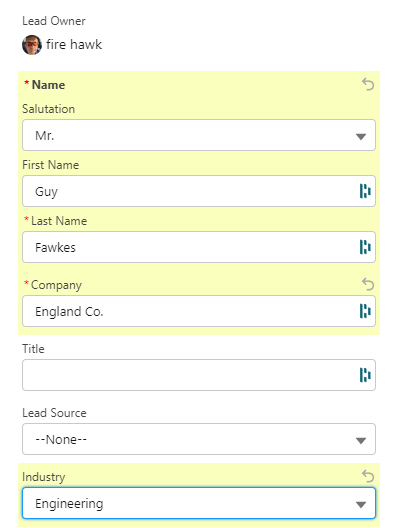 Lead Owner
fire hawk
* Name
Salutation
Mr.
First Name
Guy
* Last Name
Fawkes
* Company
England Co.
Title
Lead Source
--None--
Industry
Engineering